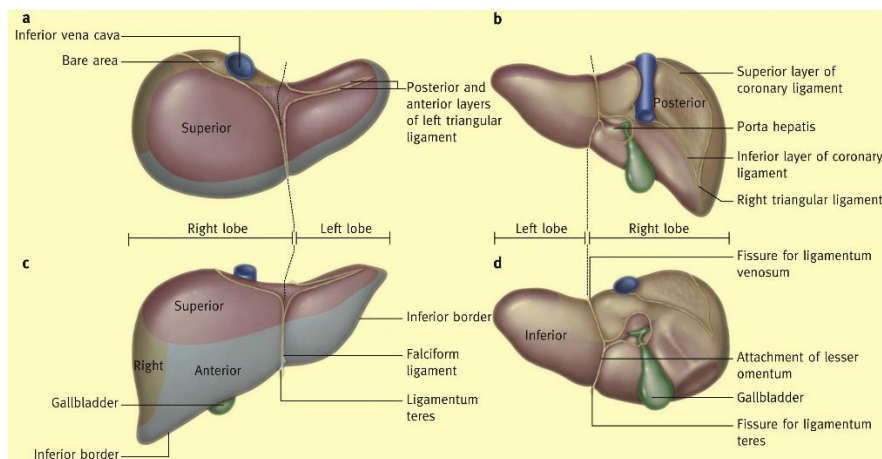 a
Inferior vena cava
Bare area
Superior
Posterior and
anterior layers
of left triangular
ligament
b
Posterior
Superior layer of
coronary ligament
Porta hepatis
Inferior layer of coronary
ligament
Right triangular ligament
Right lobe
Left lobe
Left lobe
Right lobe
c
Superior
Right
Anterior
Gallbladder
Inferior border
Inferior border
Falciform
ligament
Ligamentum
teres
d
Inferior
Fissure for ligamentum
venosum
Attachment of lesser
omentum
Gallbladder
Fissure for ligamentum
teres